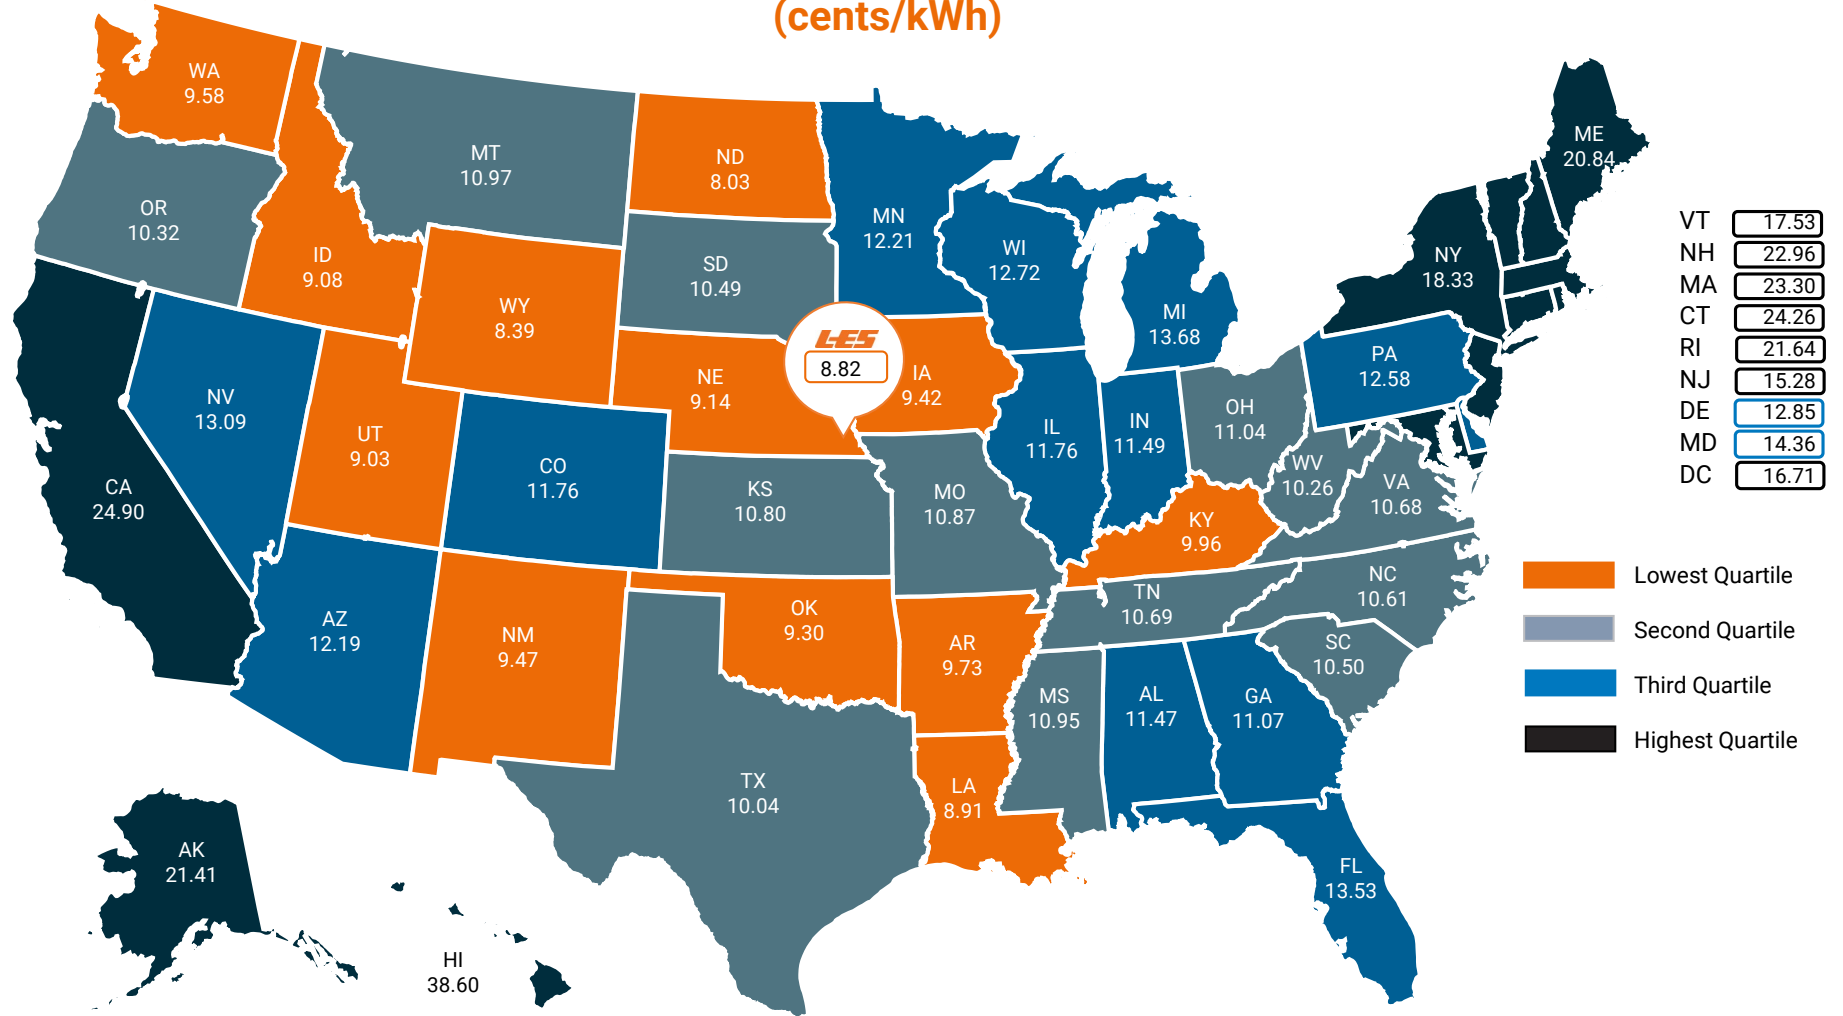 (cents/kWh)
WA
9.58
MT
10.97
ND
8.03
ME
20.84
OR
10.32
MN
12.21
ID
9.08
SD
10.49
WI
12.72
NY
18.33
VT 17.53
NH 22.96
MA 23.30
CT 24.26
RI 21.64
NJ 15.28
DE 12.85
MD 14.36
DC 16.71
WY
8.39
MI
13.68
LES
8.82
PA
12.58
NV
13.09
NE
9.14
IA
9.42
UT
9.03
IL
11.76
IN
11.49
OH
11.04
CA
24.90
CO
11.76
KS
10.80
MO
10.87
WV
10.26
VA
10.68
KY
9.96
AZ
12.19
NM
9.47
OK
9.30
AR
9.73
TN
10.69
NC
10.61
SC
10.50
Lowest Quartile
Second Quartile
Third Quartile
Highest Quartile
MS
10.95
AL
11.47
GA
11.07
TX
10.04
LA
8.91
AK
21.41
FL
13.53
HI
38.60